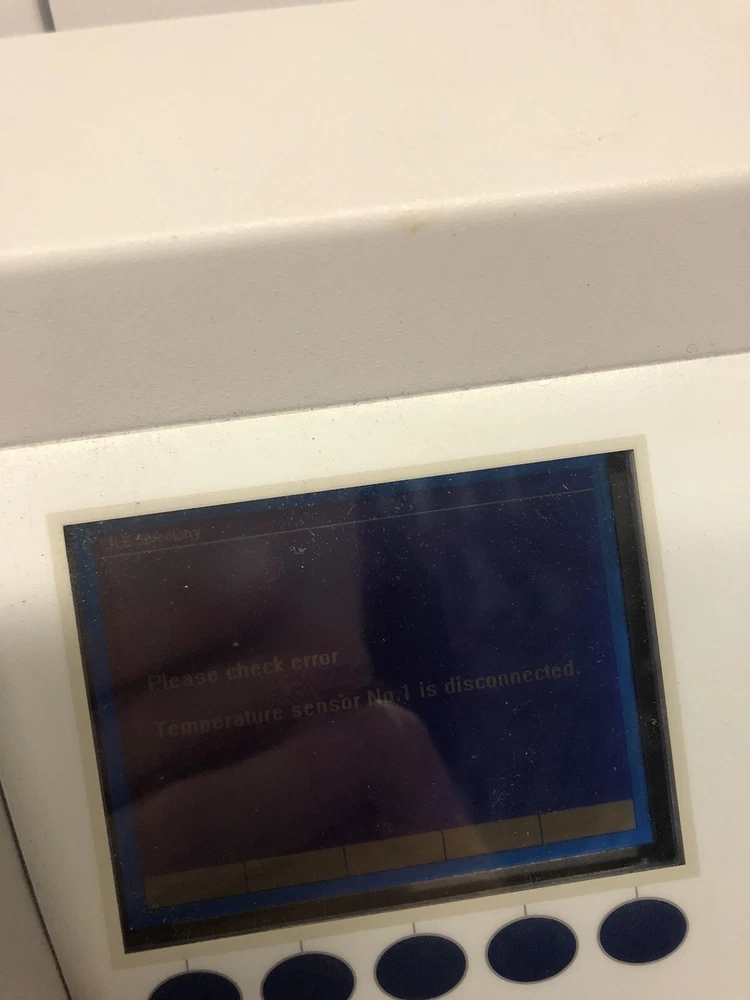 Please check error
Temperature sensor No.1 is disconnected.